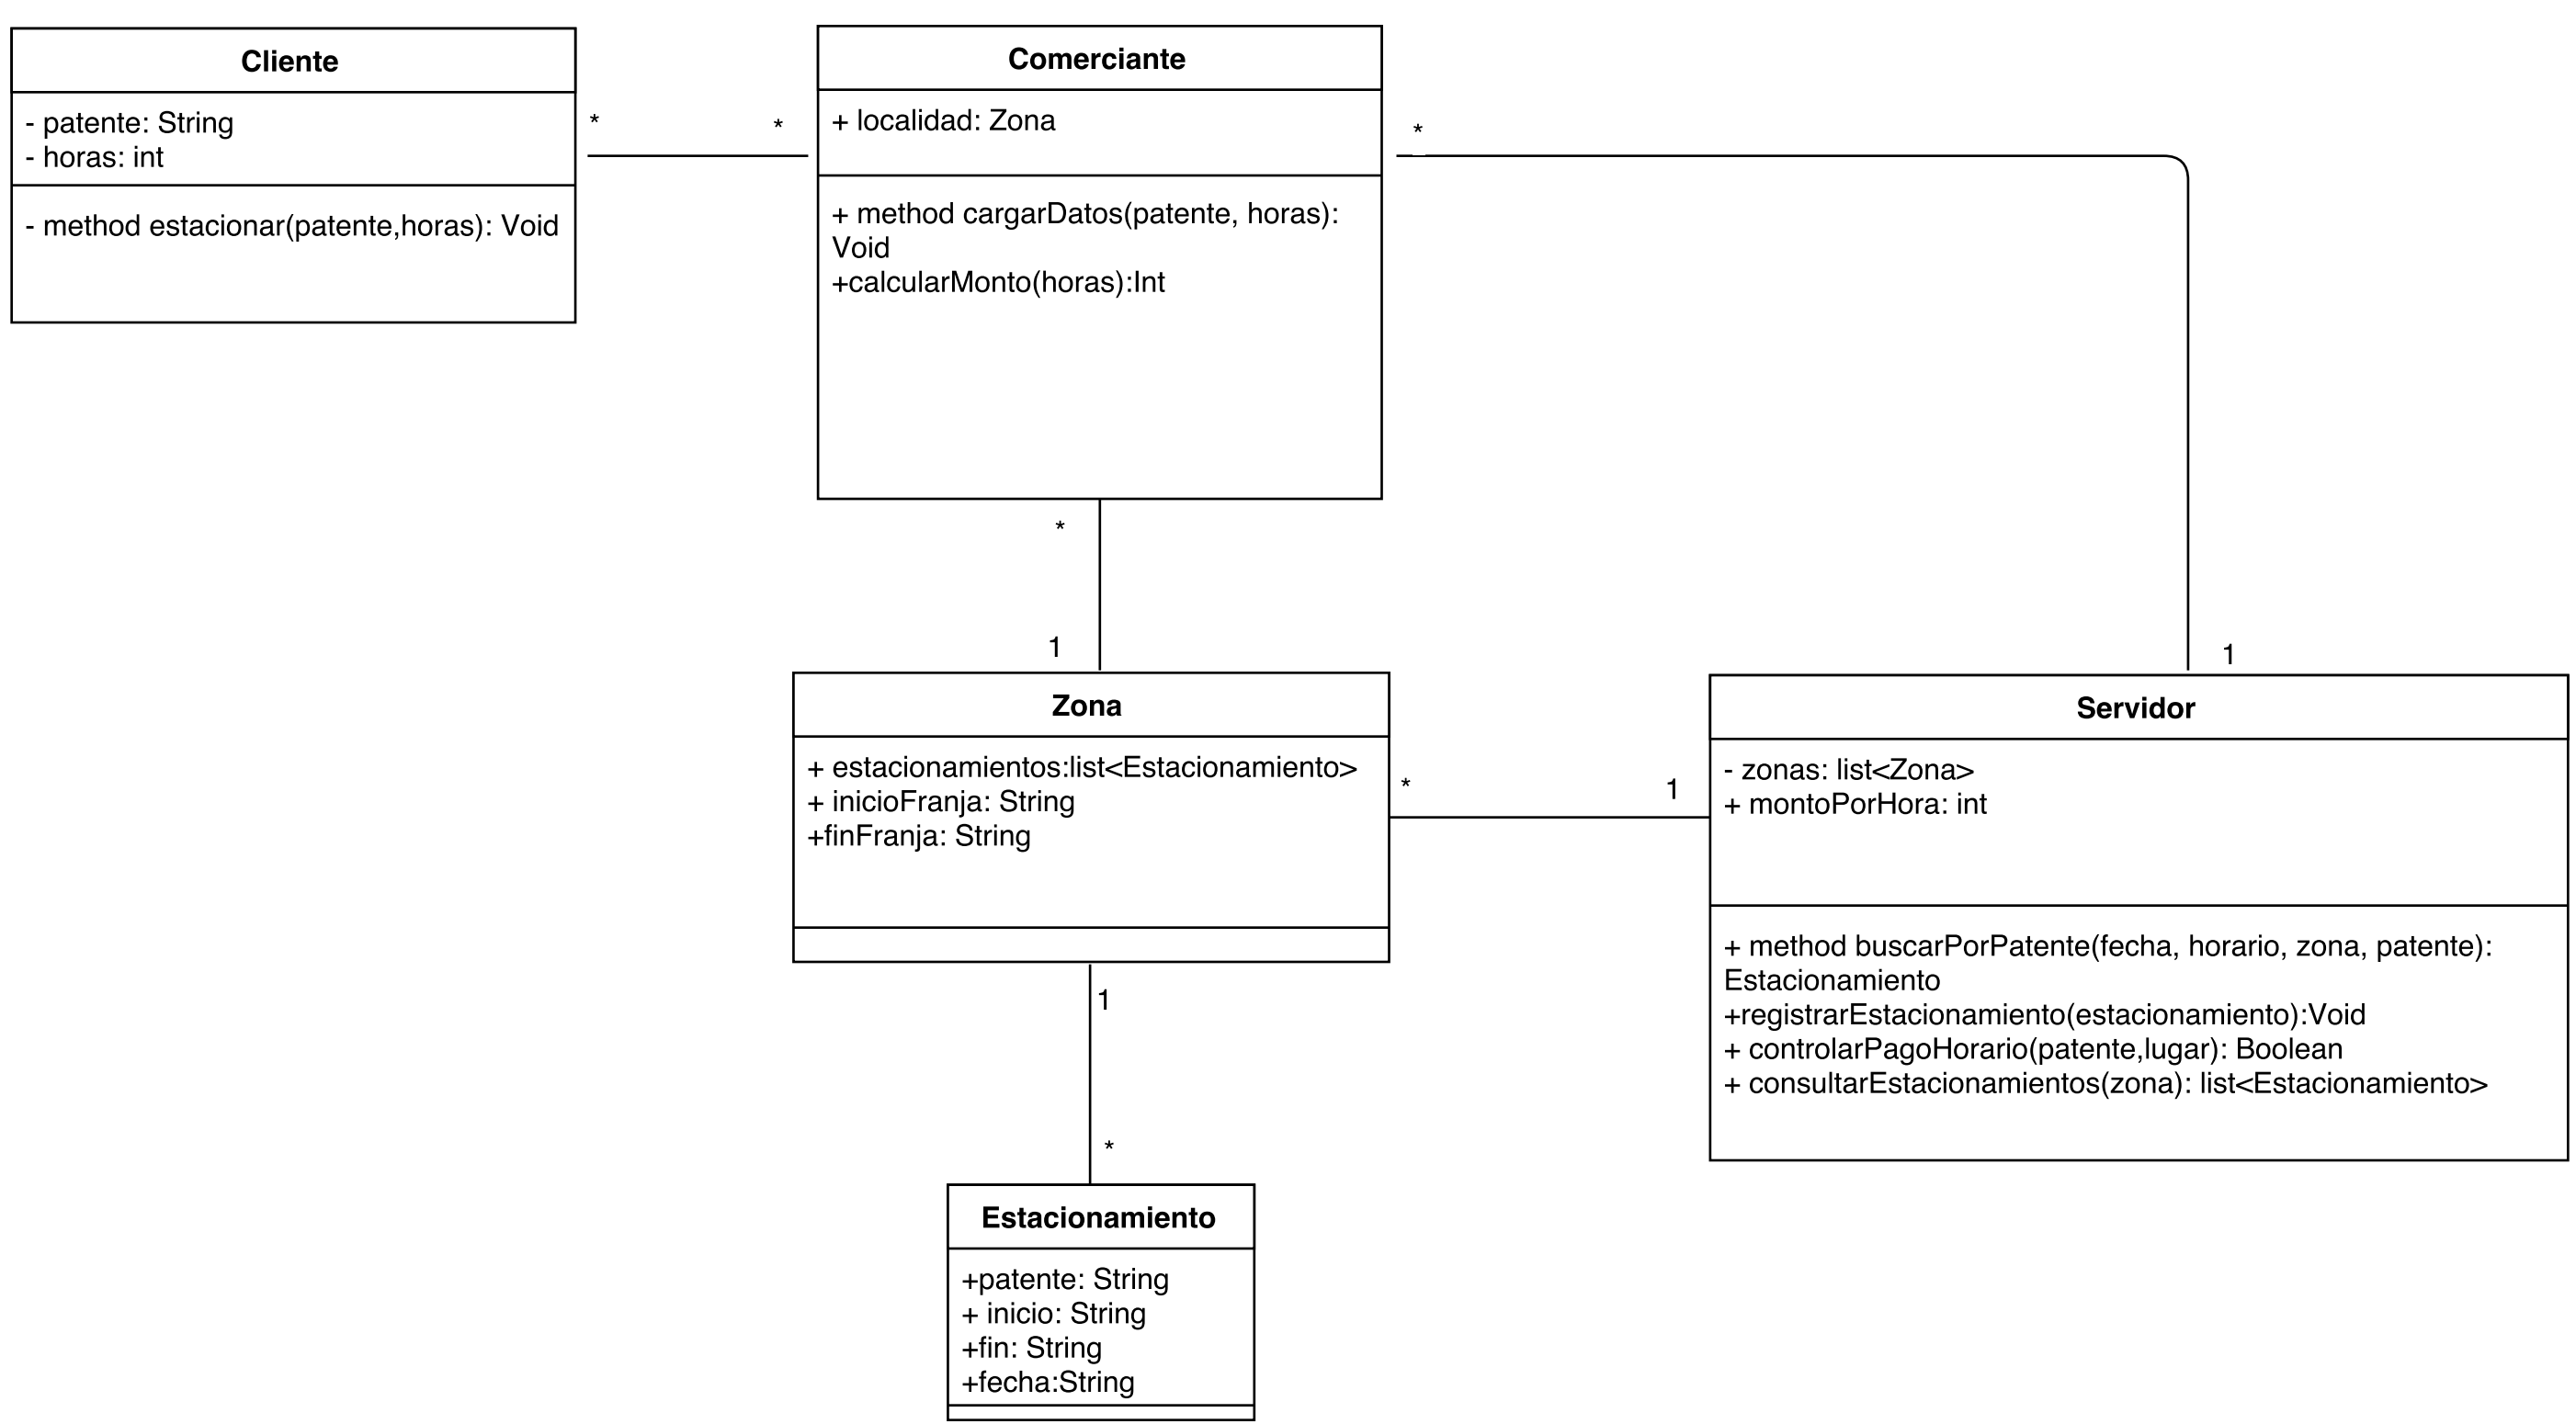 Cliente
- patente: String
- horas: int
- method estacionar(patente,horas): Void
*
*
Comerciante
+ localidad: Zona
+ method cargarDatos(patente, horas):
Void
+calcularMonto(horas):Int
*
*
1
1
Zona
+ estacionamientos:list<Estacionamiento>
+ inicioFranja: String
+finFranja: String
*
1
Servidor
- zonas: list<Zona>
+ montoPorHora: int
+ method buscarPorPatente(fecha, horario, zona, patente):
Estacionamiento
+registrarEstacionamiento(estacionamiento):Void
+ controlarPagoHorario(patente,lugar): Boolean
+ consultarEstacionamientos(zona): list<Estacionamiento>
1
*
Estacionamiento
+patente: String
+ inicio: String
+fin: String
+fecha:String